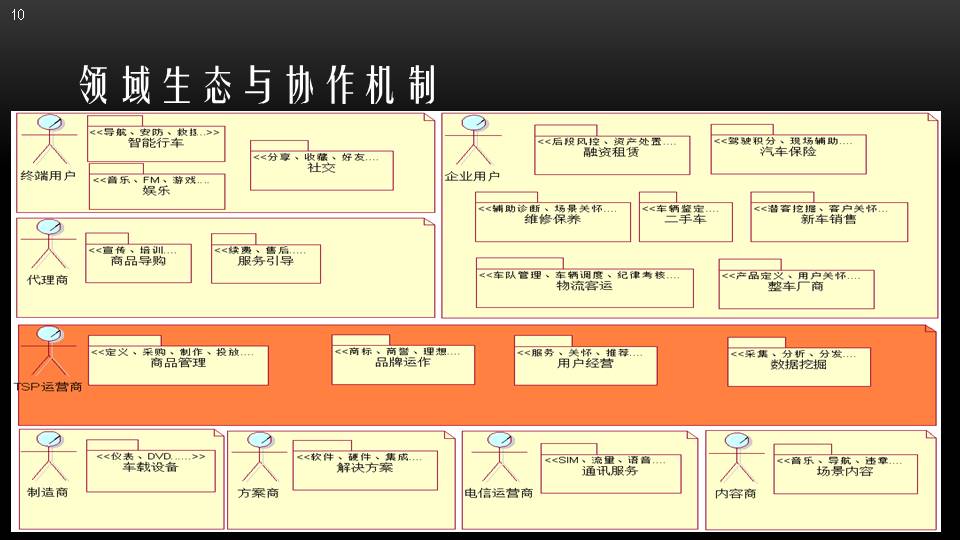 10
领域生态与协作机制
<<导航、安防、救援...>>
智能行车
<<音乐、FM、游戏....
娱乐
<<分享、收藏、好友....
社交
终端用户
<<后段风控、资产处置....
融资租赁
<<驾驶积分、现场辅助....
汽车保险
企业用户
<<辅助诊断、场景关怀....
维修保养
<<车辆鉴定....
二手车
<<潜客挖掘、客户关怀....
新车销售
<<车队管理、车辆调度、纪律考核....
物流客运
<<产品定义、用户关怀....
整车厂商
<<宣传、培训....
商品导购
<<续费、售后....
服务引导
代理商
<<定义、采购、制作、投放....
商品管理
<<商标、商誉、理想....
品牌运作
<<服务、关怀、推荐....
用户经营
<<采集、分析、分发....
数据挖掘
TSP运营商
<<仪表、DVD......>>
车载设备
制造商
<<软件、硬件、集成....
解决方案
方案商
<<SIM、流量、语音....
通讯服务
电信运营商
<<音乐、导航、违章....
场景内容
内容商